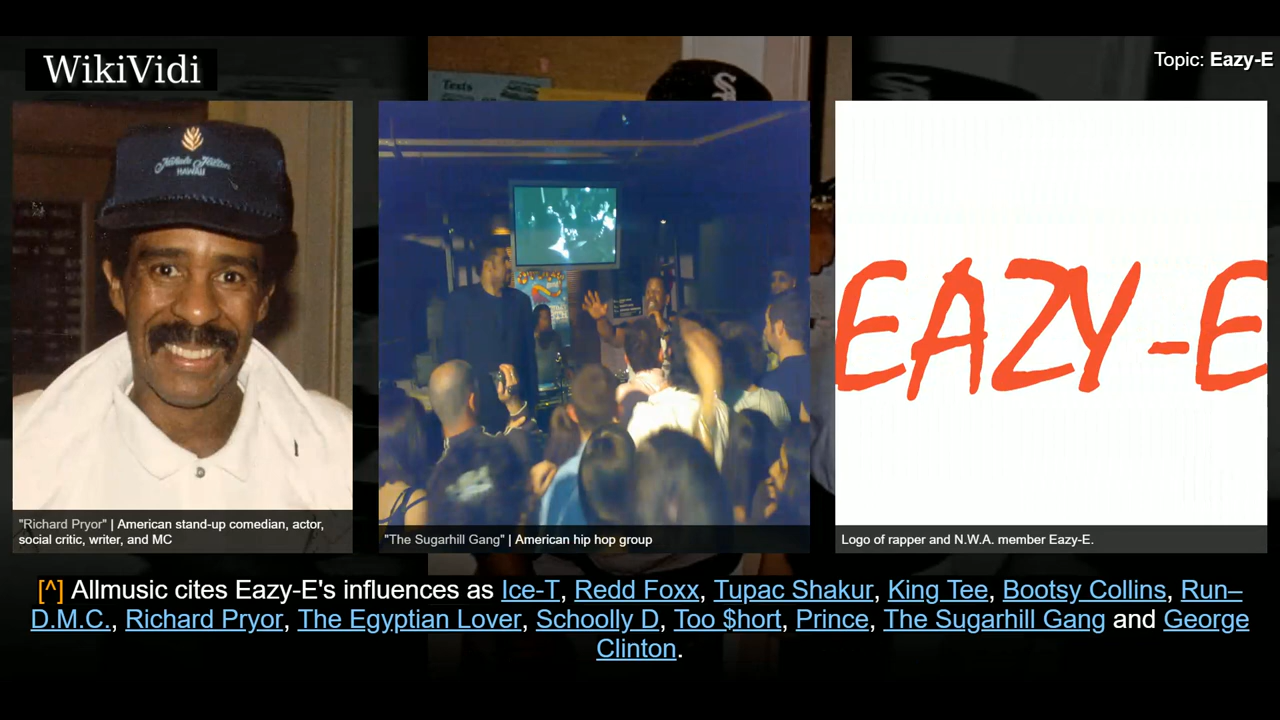 WikiVidi
Topic: Eazy-E
Tests
HAWAII
EAZY-E
"Richard Pryor" | American stand-up comedian, actor,
social critic, writer, and MC
"The Sugarhill Gang" | American hip hop group
Logo of rapper and N.W.A. member Eazy-E.
[^] Allmusic cites Eazy-E's influences as Ice-T, Redd Foxx, Tupac Shakur, King Tee, Bootsy Collins, Run–
D.M.C., Richard Pryor, The Egyptian Lover, Schoolly D, Too $hort, Prince, The Sugarhill Gang and George
Clinton.